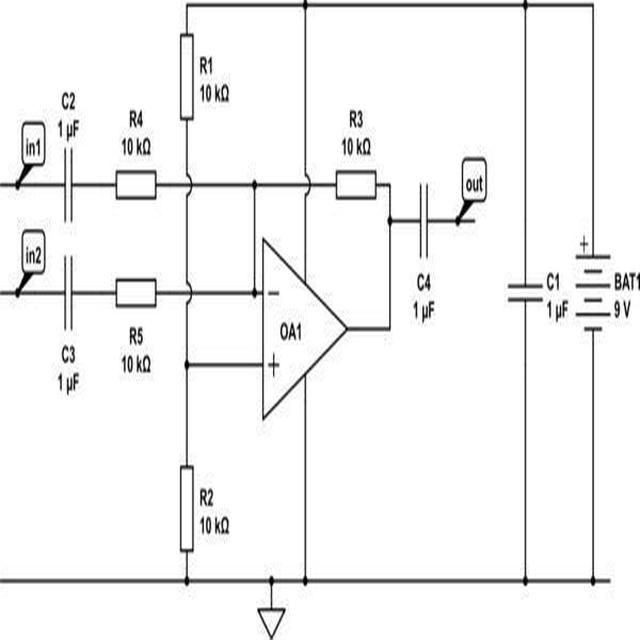 R1
10 kΩ
C2
1 µF
R4
10 kΩ
R3
10 kΩ
in1
out
in2
+
C4
1 µF
C1
1 µF
BAT1
9 V
−
OA1
+
C3
1 µF
R5
10 kΩ
R2
10 kΩ